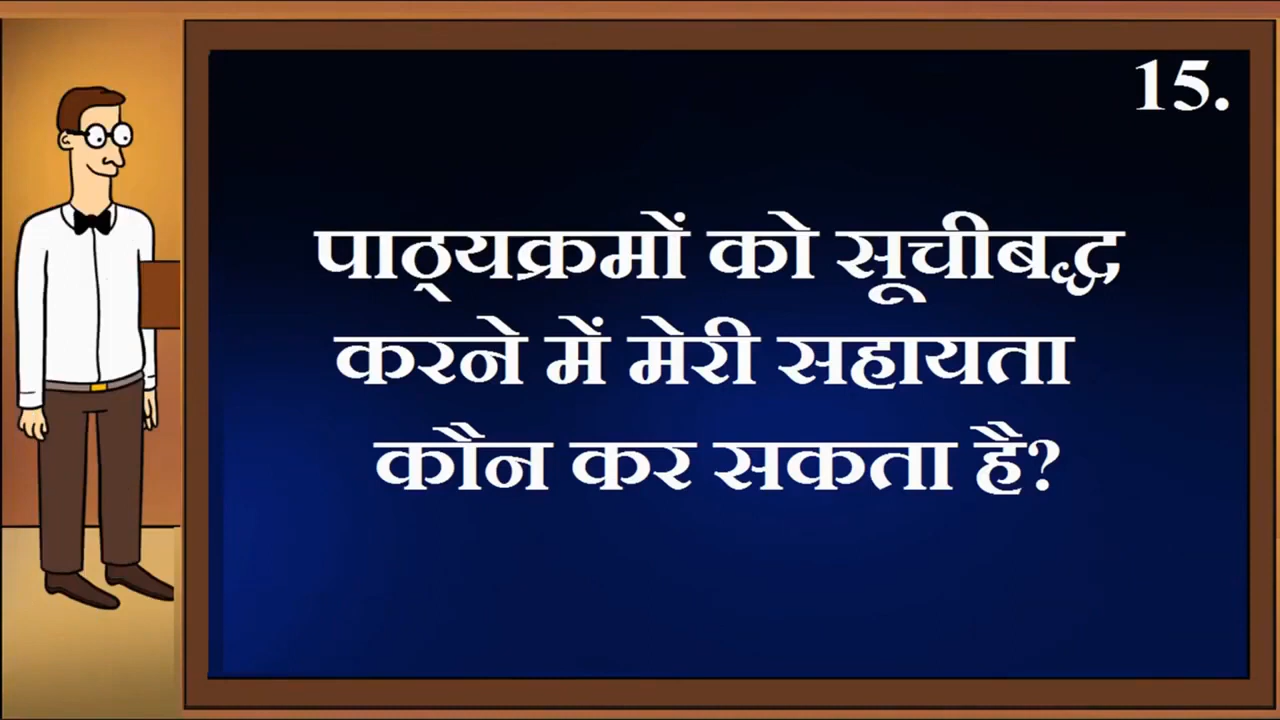 15.
पाठ्यक्रमों को सूचीबद्ध
करने में मेरी सहायता
कौन कर सकता है?